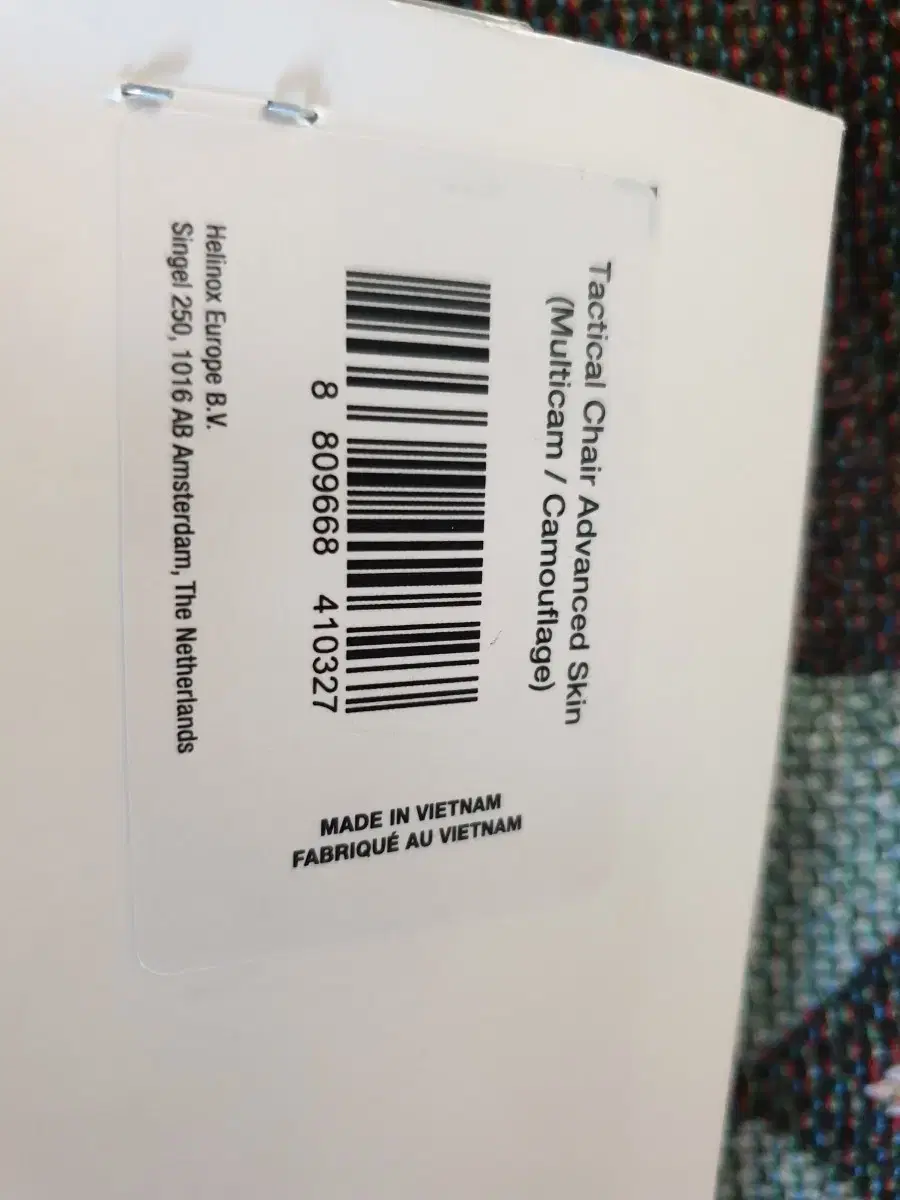 Tactical Chair Advanced Skin
(Multicam / Camouflage)
8 809668 410327
Helinox Europe B.V.
Singel 250, 1016 AB Amsterdam, The Netherlands
MADE IN VIETNAM
FABRIQUÉ AU VIETNAM